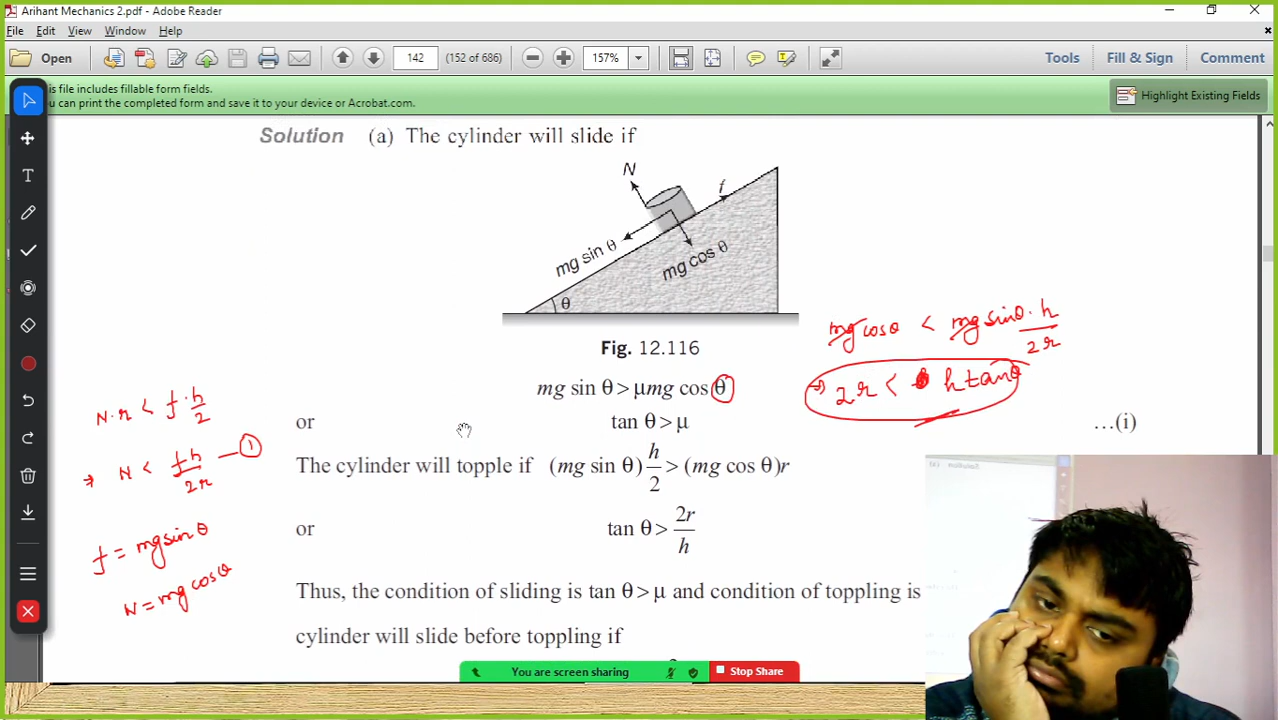 Arihant Mechanics 2.pdf - Adobe Reader
File Edit View Window Help
Open 142 (152 of 686) 157% Tools Fill & Sign Comment
is file includes fillable form fields.
u can print the completed form and save it to your device or Acrobat.com.
Highlight Existing Fields
Solution (a) The cylinder will slide if
N
f
mg sin θ
mg cos θ
θ
Fig. 12.116
mg cosθ < mg sinθ · h/2r
⇒ 2r < h tanθ
mg sin θ > μmg cos θ
or tan θ > μ ...(i)
The cylinder will topple if (mg sin θ) h/2 > (mg cos θ)r
or tan θ > 2r/h
Thus, the condition of sliding is tan θ > μ and condition of toppling is
cylinder will slide before toppling if
N·r < f·h/2
⇒ N < fh/2r — 1
f = mg sin θ
N = mg cos θ
You are screen sharing Stop Share